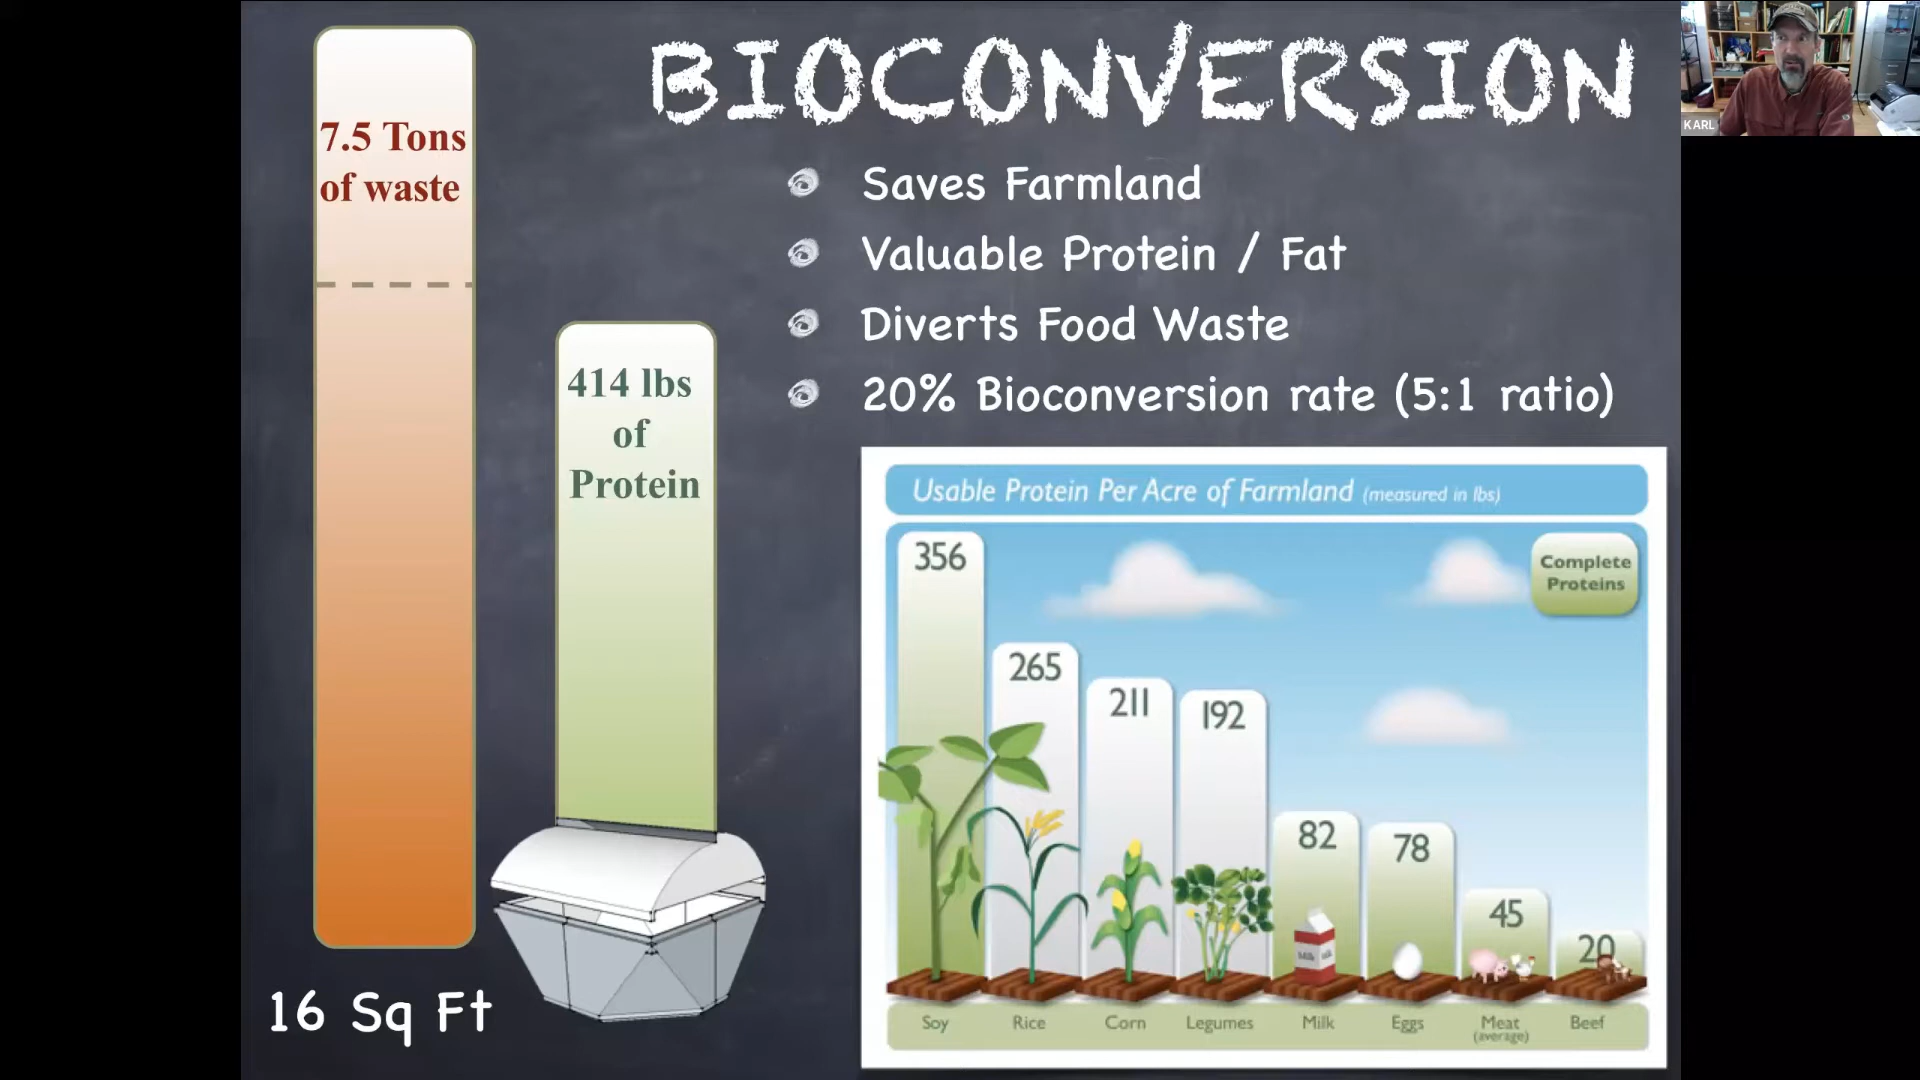 BIOCONVERSION
7.5 Tons
of waste
414 lbs
of
Protein
16 Sq Ft
Saves Farmland
Valuable Protein / Fat
Diverts Food Waste
20% Bioconversion rate (5:1 ratio)
Usable Protein Per Acre of Farmland (measured in lbs)
Complete
Proteins
356
265
211
192
82
78
45
20
Soy
Rice
Corn
Legumes
Milk
Eggs
Meat
(average)
Beef
KARL